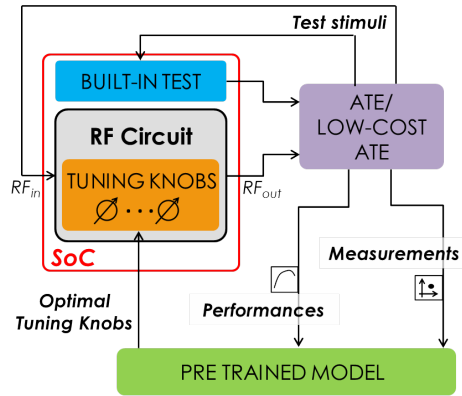 Test stimuli
BUILT-IN TEST
ATE/
LOW-COST
ATE
RF Circuit
TUNING KNOBS
...
RFin
RFout
SoC
Optimal
Tuning Knobs
Measurements
Performances
PRE TRAINED MODEL